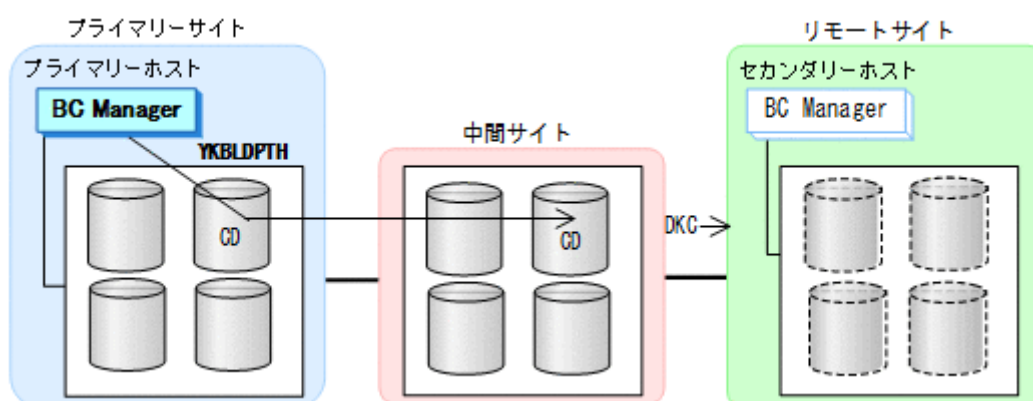 プライマリーサイト
プライマリーホスト
BC Manager
YKBLDPTH
CD
中間サイト
CD
DKC
リモートサイト
セカンダリーホスト
BC Manager